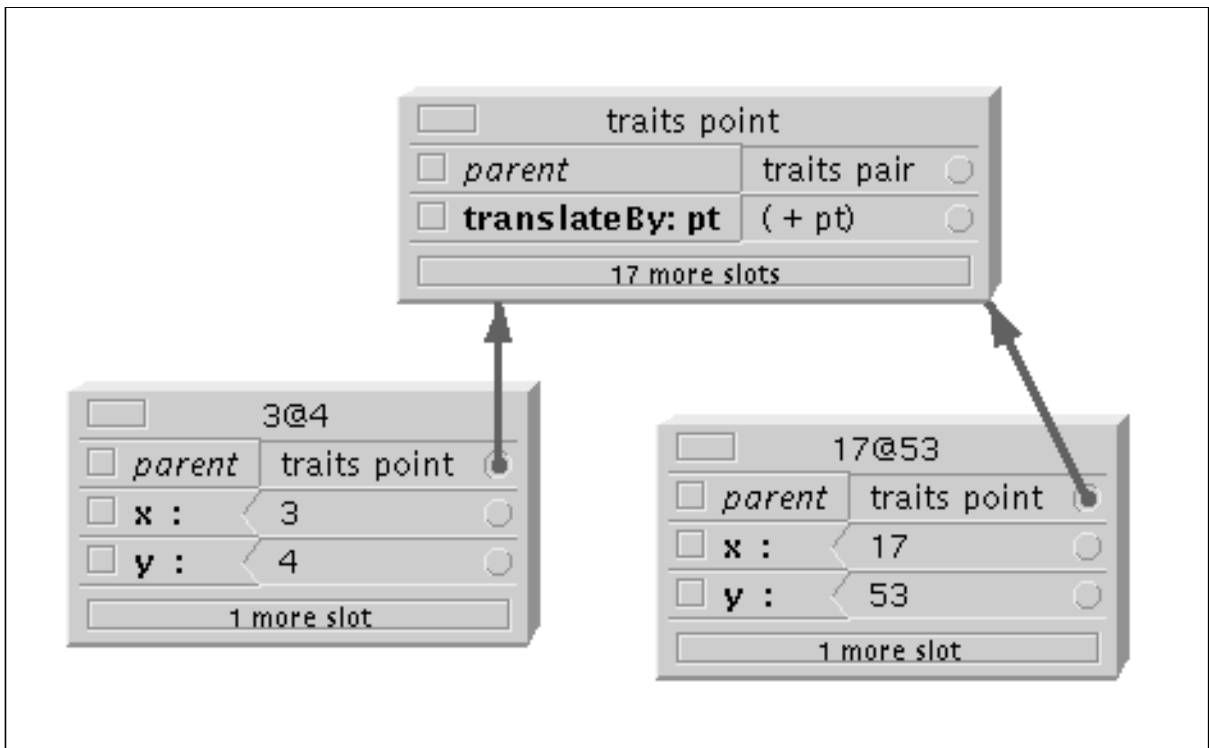 traits point
parent traits pair
translateBy: pt ( + pt)
17 more slots
3@4
parent traits point
x : 3
y : 4
1 more slot
17@53
parent traits point
x : 17
y : 53
1 more slot